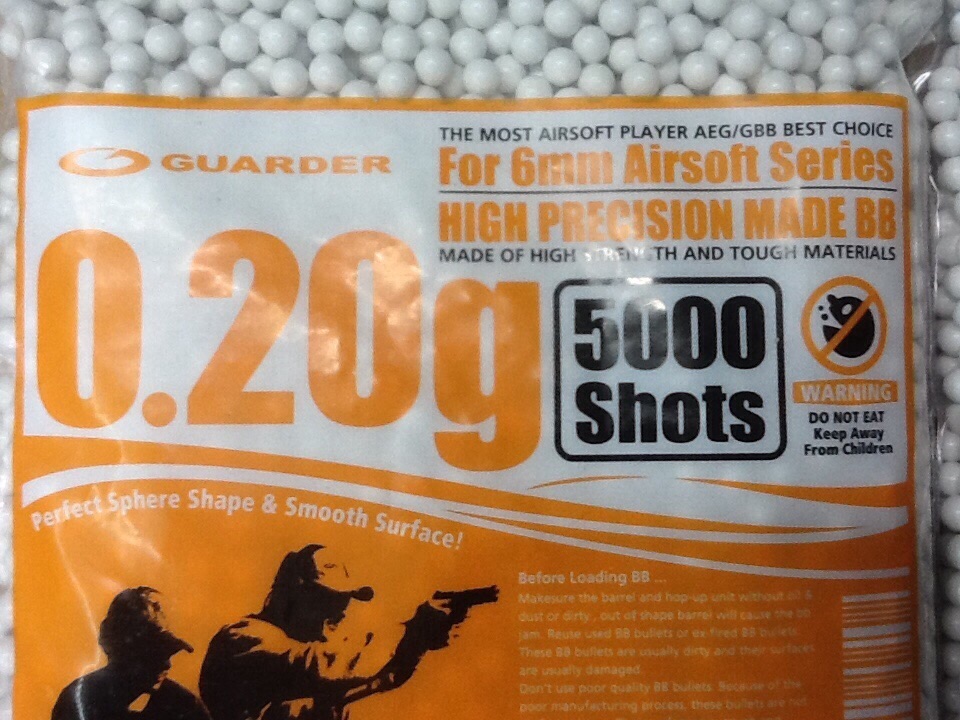 GUARDER
THE MOST AIRSOFT PLAYER AEG/GBB BEST CHOICE
For 6mm Airsoft Series
HIGH PRECISION MADE BB
MADE OF HIGH STRENGTH AND TOUGH MATERIALS
0.20g
5000
Shots
WARNING
DO NOT EAT
Keep Away
From Children
Perfect Sphere Shape & Smooth Surface!
Before Loading BB ...
Makesure the barrel and hop-up unit without oil &
dust or dirty , out of shape barrel will cause the BB
jam. Reuse used BB bullets or ex-fired BB bullets.
These BB bullets are usually dirty and their surfaces
are usually damaged.
Don't use poor quality BB bullets. Because of the
poor manufacturing process, these bullets are not